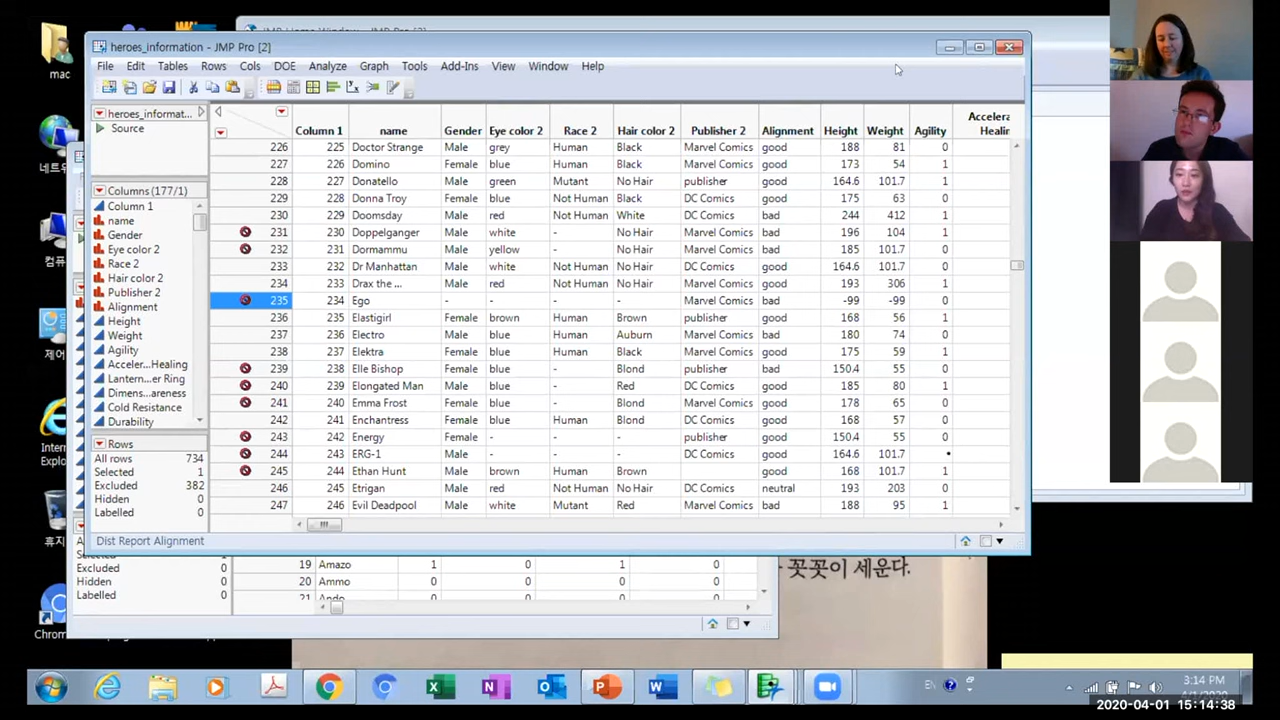 heroes_information - JMP Pro [2]
File Edit Tables Rows Cols DOE Analyze Graph Tools Add-Ins View Window Help
mac
heroes_informat...
Source
Columns (177/1)
Column 1
name
Gender
Eye color 2
Race 2
Hair color 2
Publisher 2
Alignment
Height
Weight
Agility
Acceler...Healing
Lantern...er Ring
Dimens...areness
Cold Resistance
Durability
Rows
All rows 734
Selected 1
Excluded 382
Hidden 0
Labelled 0
Column 1 name Gender Eye color 2 Race 2 Hair color 2 Publisher 2 Alignment Height Weight Agility Accelera Healin
226 225 Doctor Strange Male grey Human Black Marvel Comics good 188 81 0
227 226 Domino Female blue Human Black Marvel Comics good 173 54 1
228 227 Donatello Male green Mutant No Hair publisher good 164.6 101.7 1
229 228 Donna Troy Female blue Not Human Black DC Comics good 175 63 0
230 229 Doomsday Male red Not Human White DC Comics bad 244 412 1
231 230 Doppelganger Male white - No Hair Marvel Comics bad 196 104 1
232 231 Dormammu Male yellow - No Hair Marvel Comics bad 185 101.7 0
233 232 Dr Manhattan Male white Not Human No Hair DC Comics good 164.6 101.7 0
234 233 Drax the ... Male red Not Human No Hair Marvel Comics good 193 306 1
235 234 Ego - - - - Marvel Comics bad -99 -99 0
236 235 Elastigirl Female brown Human Brown publisher good 168 56 1
237 236 Electro Male blue Human Auburn Marvel Comics bad 180 74 0
238 237 Elektra Female blue Human Black Marvel Comics good 175 59 1
239 238 Elle Bishop Female blue - Blond publisher bad 150.4 55 0
240 239 Elongated Man Male blue - Red DC Comics good 185 80 1
241 240 Emma Frost Female blue - Blond Marvel Comics good 178 65 0
242 241 Enchantress Female blue Human Blond DC Comics good 168 57 0
243 242 Energy Female - - - publisher good 150.4 55 0
244 243 ERG-1 Male - - - DC Comics good 164.6 101.7 •
245 244 Ethan Hunt Male brown Human Brown good 168 101.7 1
246 245 Etrigan Male red Not Human No Hair DC Comics neutral 193 203 0
247 246 Evil Deadpool Male white Mutant Red Marvel Comics bad 188 95 1
Dist Report Alignment
Excluded 0
Hidden 0
Labelled 0
19 Amazo 1 0 1 0
20 Ammo 0 0 0 0
꼿꼿이 세운다.
3:14 PM
2020-04-01 15:14:38